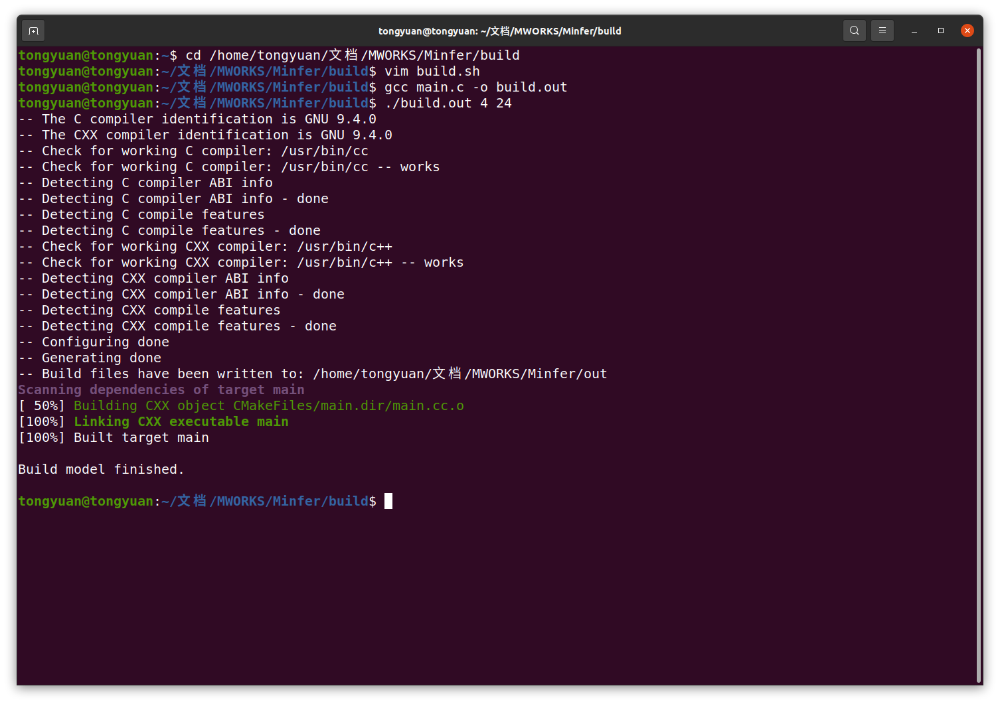 tongyuan@tongyuan: ~/文档/MWORKS/Minfer/build
tongyuan@tongyuan:~$ cd /home/tongyuan/文档/MWORKS/Minfer/build
tongyuan@tongyuan:~/文档/MWORKS/Minfer/build$ vim build.sh
tongyuan@tongyuan:~/文档/MWORKS/Minfer/build$ gcc main.c -o build.out
tongyuan@tongyuan:~/文档/MWORKS/Minfer/build$ ./build.out 4 24
-- The C compiler identification is GNU 9.4.0
-- The CXX compiler identification is GNU 9.4.0
-- Check for working C compiler: /usr/bin/cc
-- Check for working C compiler: /usr/bin/cc -- works
-- Detecting C compiler ABI info
-- Detecting C compiler ABI info - done
-- Detecting C compile features
-- Detecting C compile features - done
-- Check for working CXX compiler: /usr/bin/c++
-- Check for working CXX compiler: /usr/bin/c++ -- works
-- Detecting CXX compiler ABI info
-- Detecting CXX compiler ABI info - done
-- Detecting CXX compile features
-- Detecting CXX compile features - done
-- Configuring done
-- Generating done
-- Build files have been written to: /home/tongyuan/文档/MWORKS/Minfer/out
Scanning dependencies of target main
[ 50%] Building CXX object CMakeFiles/main.dir/main.cc.o
[100%] Linking CXX executable main
[100%] Built target main
Build model finished.
tongyuan@tongyuan:~/文档/MWORKS/Minfer/build$